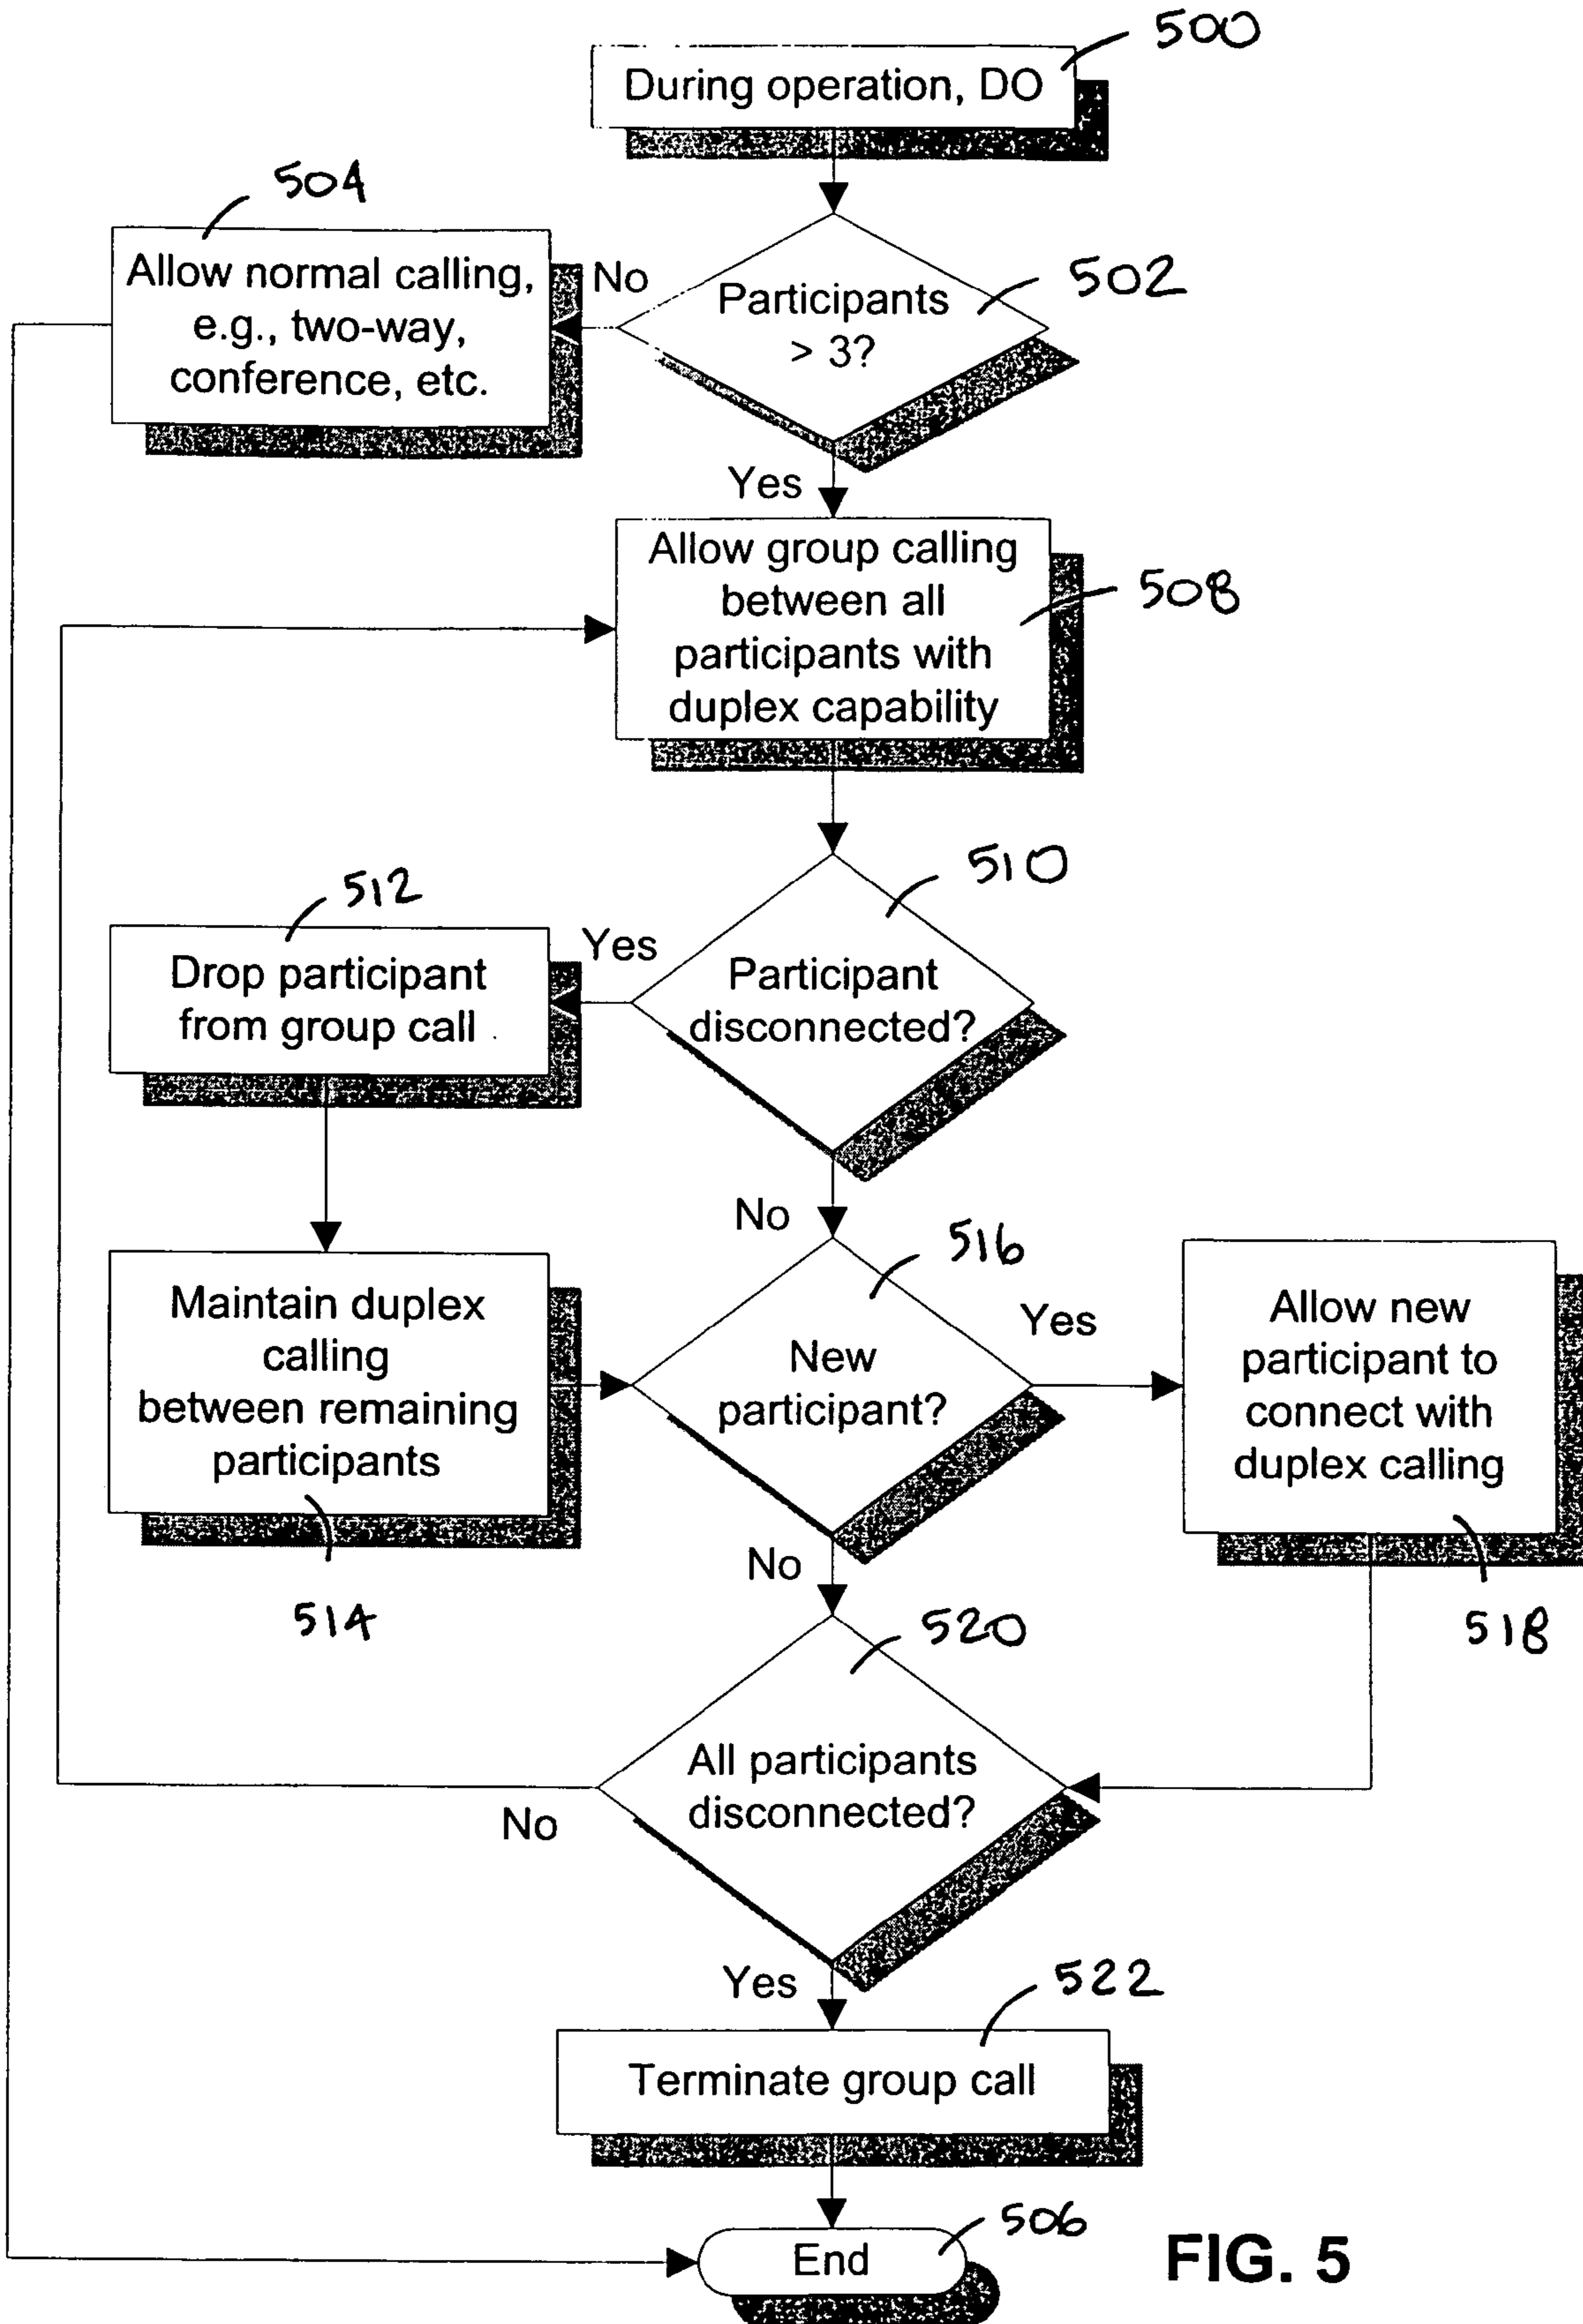 500
During operation, DO
504
Allow normal calling,
e.g., two-way,
conference, etc.
No
Participants
> 3?
502
Yes
Allow group calling
between all
participants with
duplex capability
508
510
512
Drop participant
from group call
Yes
Participant
disconnected?
No
516
Maintain duplex
calling
between remaining
participants
514
New
participant?
Yes
Allow new
participant to
connect with
duplex calling
518
No
520
All participants
disconnected?
No
Yes
522
Terminate group call
506
End
FIG. 5